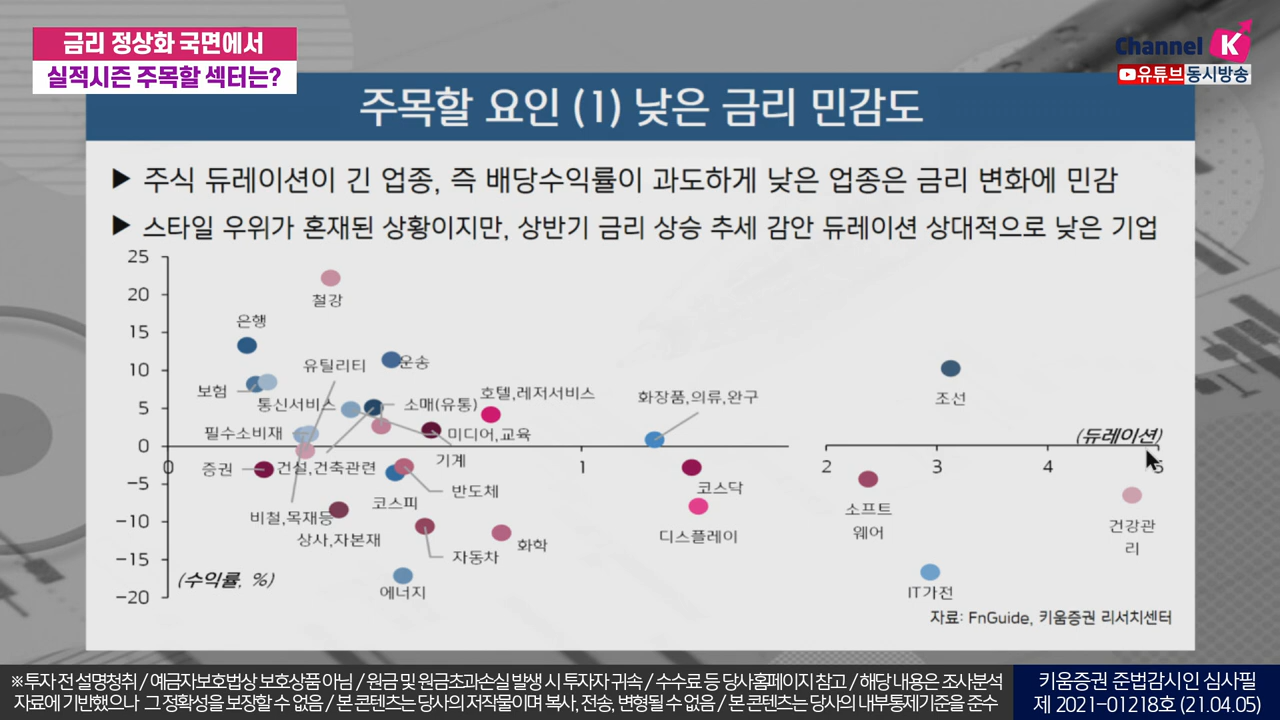 금리 정상화 국면에서
실적시즌 주목할 섹터는?
Channel K
유튜브 동시방송
주목할 요인 (1) 낮은 금리 민감도
▶ 주식 듀레이션이 긴 업종, 즉 배당수익률이 과도하게 낮은 업종은 금리 변화에 민감
▶ 스타일 우위가 혼재된 상황이지만, 상반기 금리 상승 추세 감안 듀레이션 상대적으로 낮은 기업
25
20
15
10
5
0
−5
−10
−15
−20
철강
은행
유틸리티
운송
보험
통신서비스
소매(유통)
호텔,레저서비스
화장품,의류,완구
조선
필수소비재
미디어,교육
(듀레이션)
0
1
2
3
4
5
증권
건설,건축관련
기계
코스피
반도체
코스닥
비철,목재등
상사,자본재
자동차
화학
디스플레이
소프트
웨어
건강관
리
(수익률, %)
에너지
IT가전
자료: FnGuide, 키움증권 리서치센터
※ 투자 전 설명청취 / 예금자보호법상 보호상품 아님 / 원금 및 원금초과손실 발생 시 투자자 귀속 / 수수료 등 당사홈페이지 참고 / 해당 내용은 조사분석
자료에 기반했으나 그 정확성을 보장할 수 없음 / 본 콘텐츠는 당사의 저작물이며 복사, 전송, 변형될 수 없음 / 본 콘텐츠는 당사의 내부통제기준을 준수
키움증권 준법감시인 심사필
제 2021-01218호 (21.04.05)